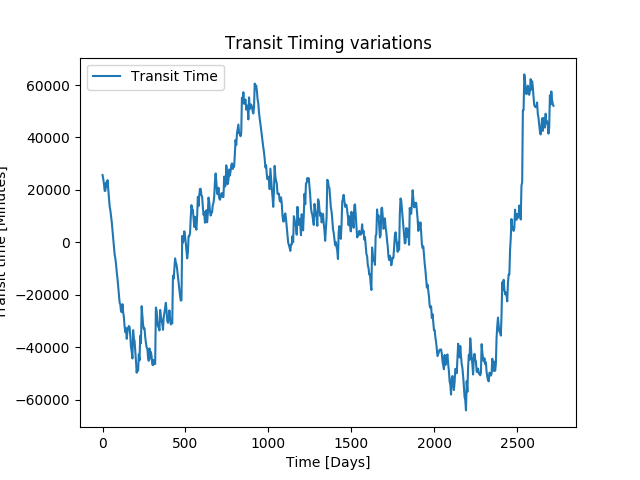 Transit Timing variations
Transit Time
60000
40000
20000
0
−20000
−40000
−60000
Transit time [Minutes]
0 500 1000 1500 2000 2500
Time [Days]